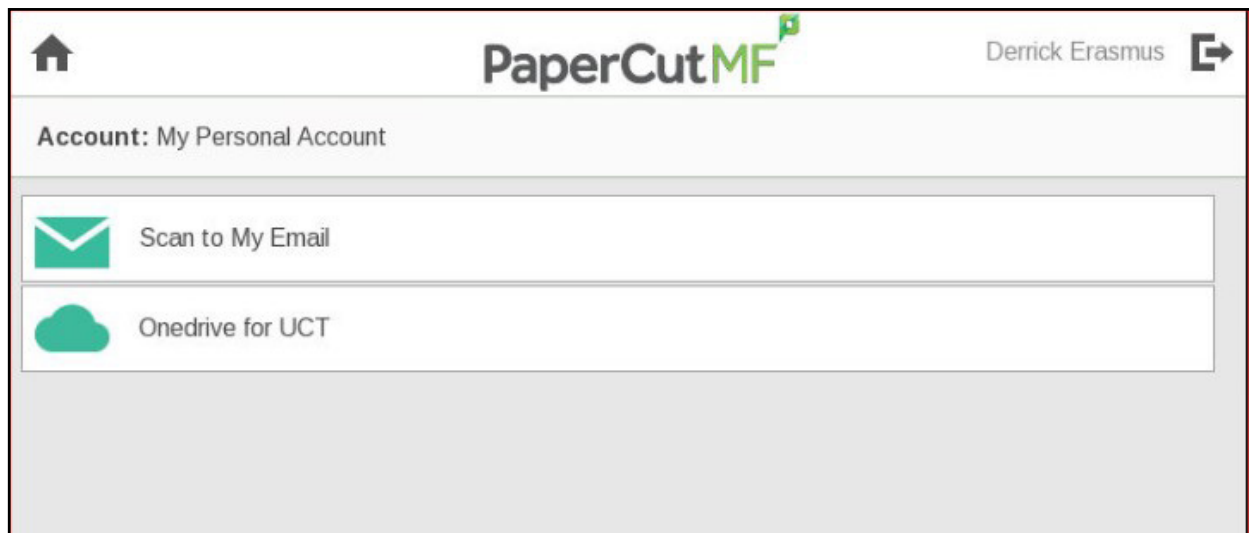 PaperCutMF
Derrick Erasmus
Account: My Personal Account
Scan to My Email
Onedrive for UCT